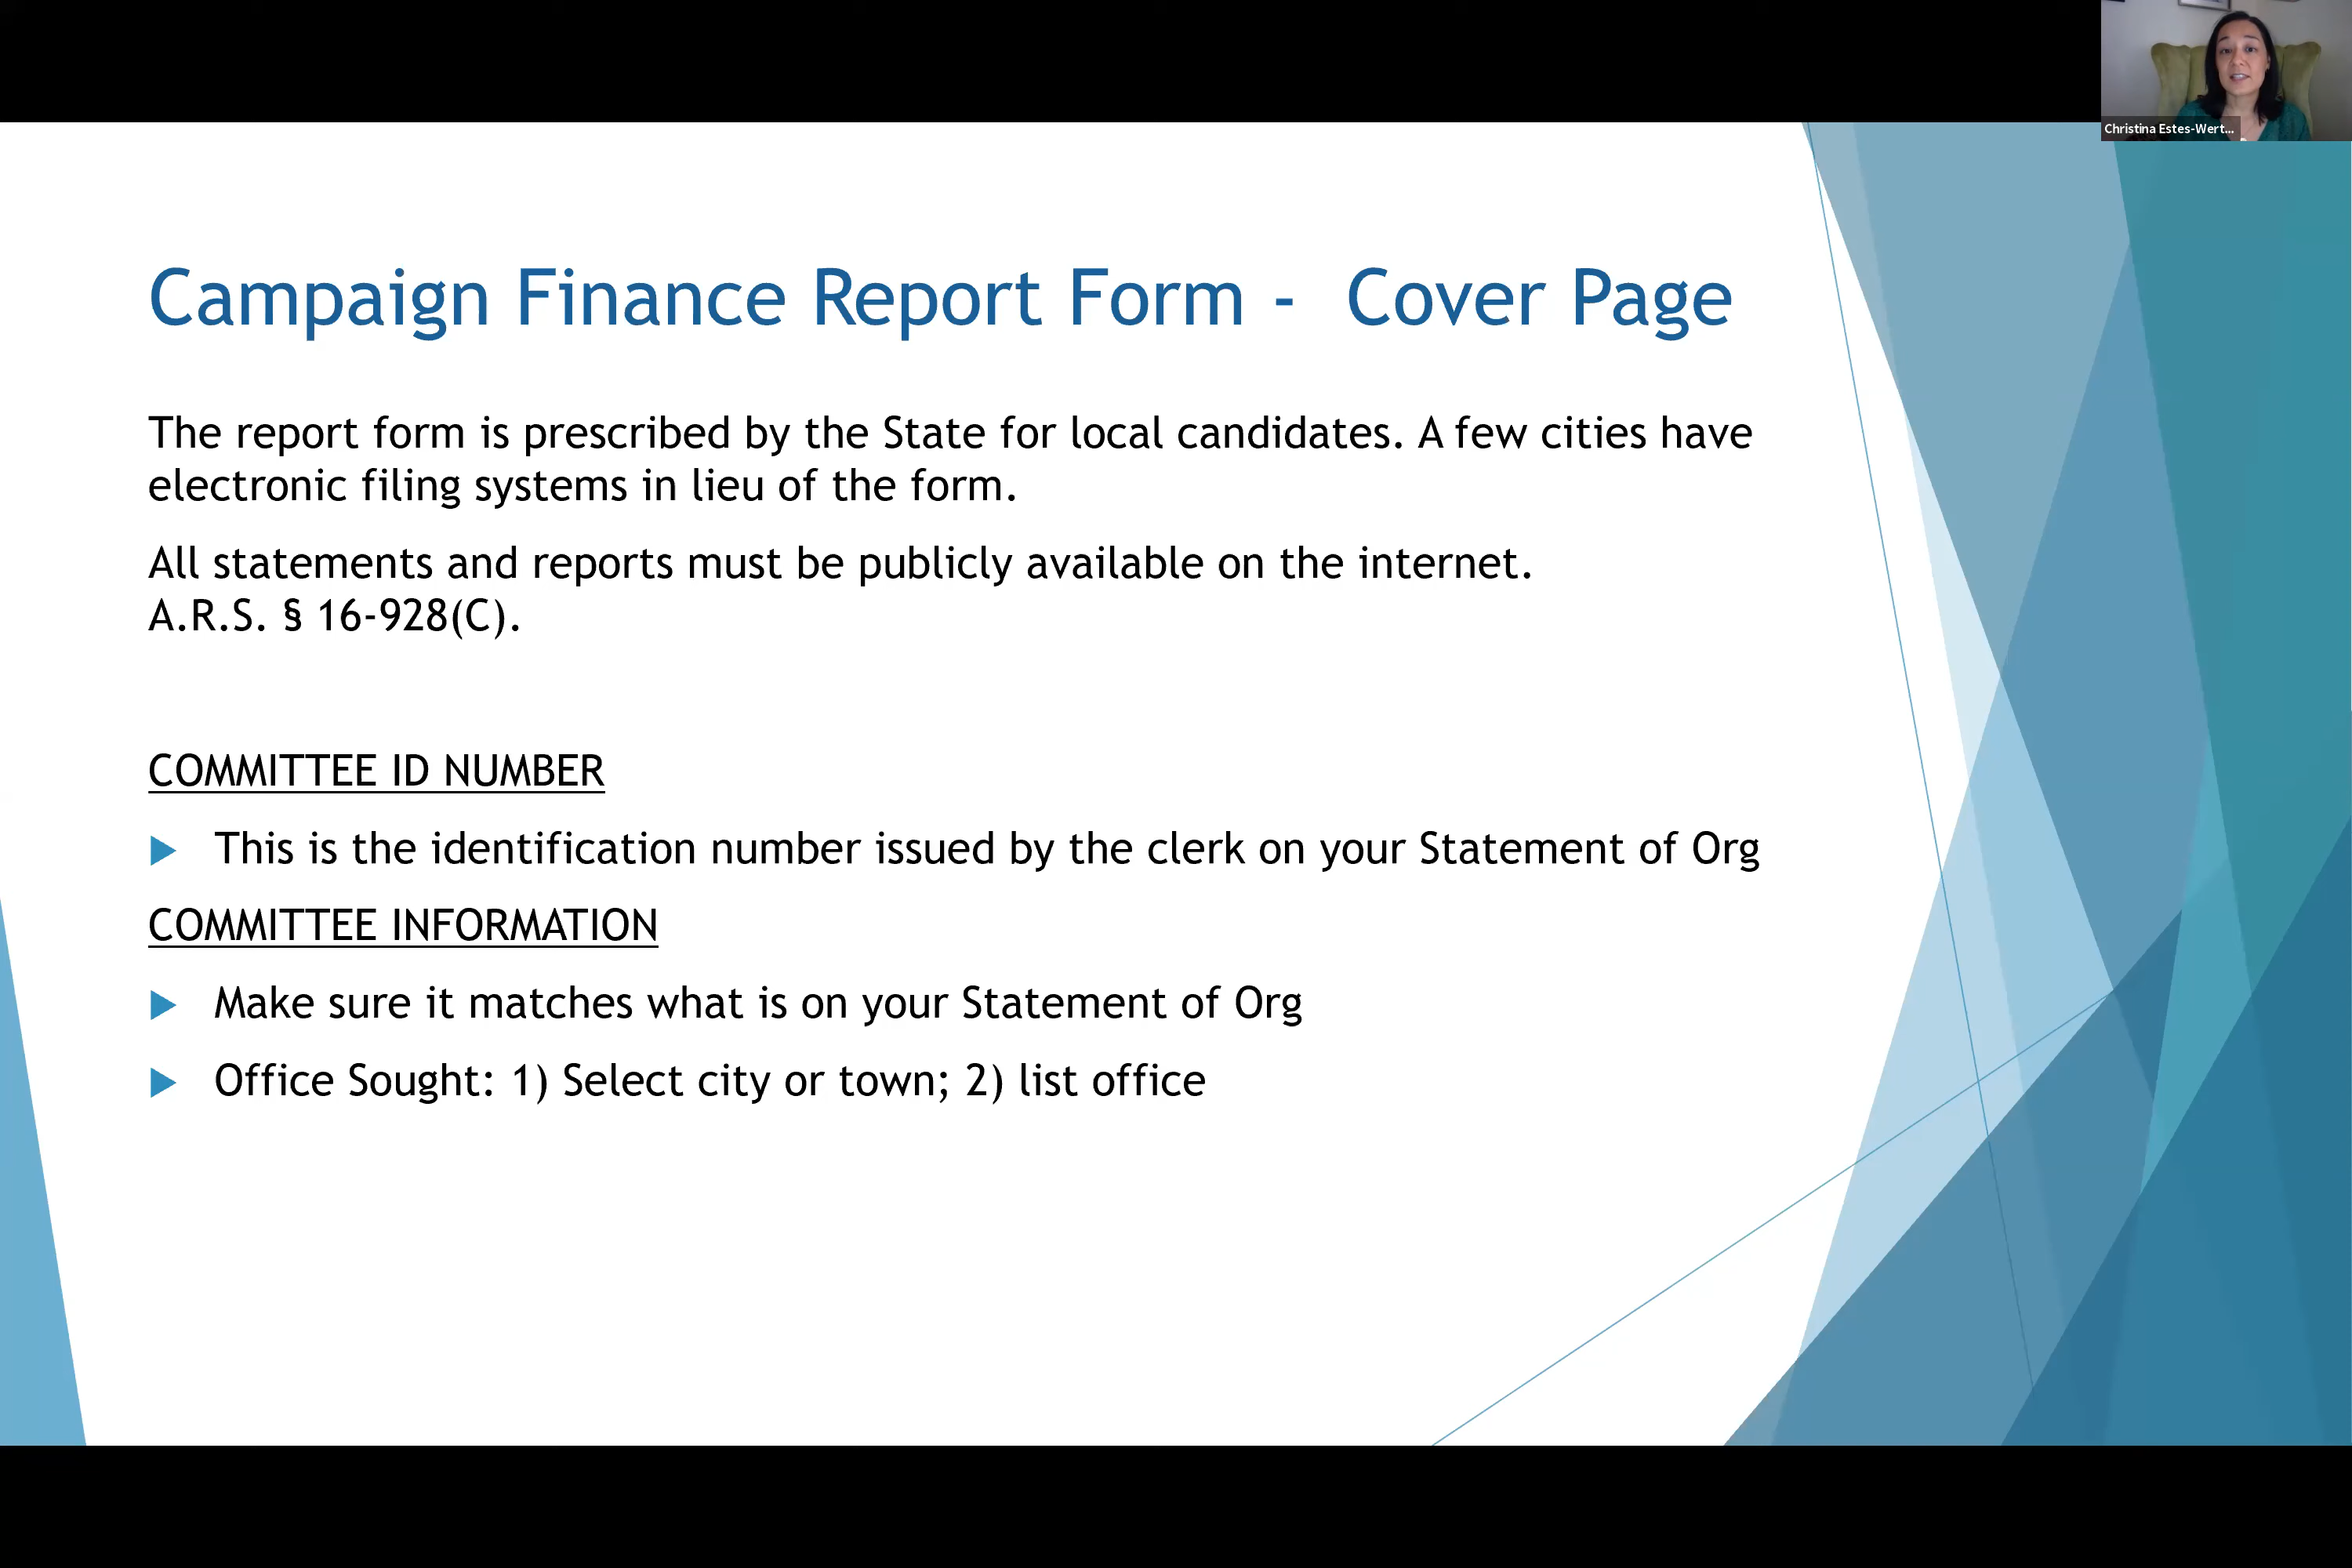 Christina Estes-Wert...
Campaign Finance Report Form - Cover Page
The report form is prescribed by the State for local candidates. A few cities have
electronic filing systems in lieu of the form.
All statements and reports must be publicly available on the internet.
A.R.S. § 16-928(C).
COMMITTEE ID NUMBER
This is the identification number issued by the clerk on your Statement of Org
COMMITTEE INFORMATION
Make sure it matches what is on your Statement of Org
Office Sought: 1) Select city or town; 2) list office